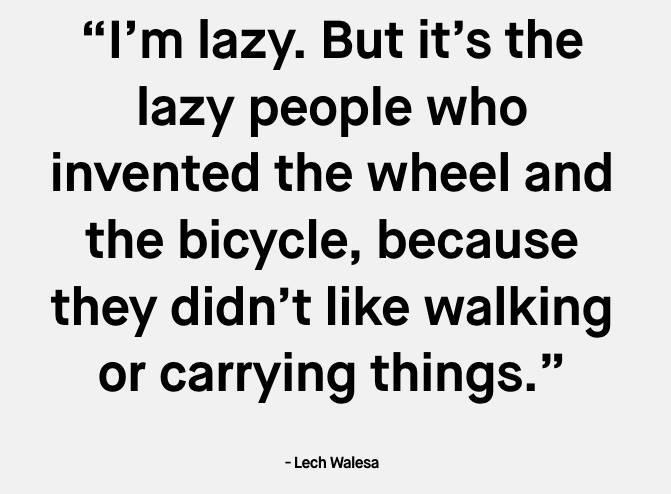 “I’m lazy. But it’s the
lazy people who
invented the wheel and
the bicycle, because
they didn’t like walking
or carrying things.”
- Lech Walesa